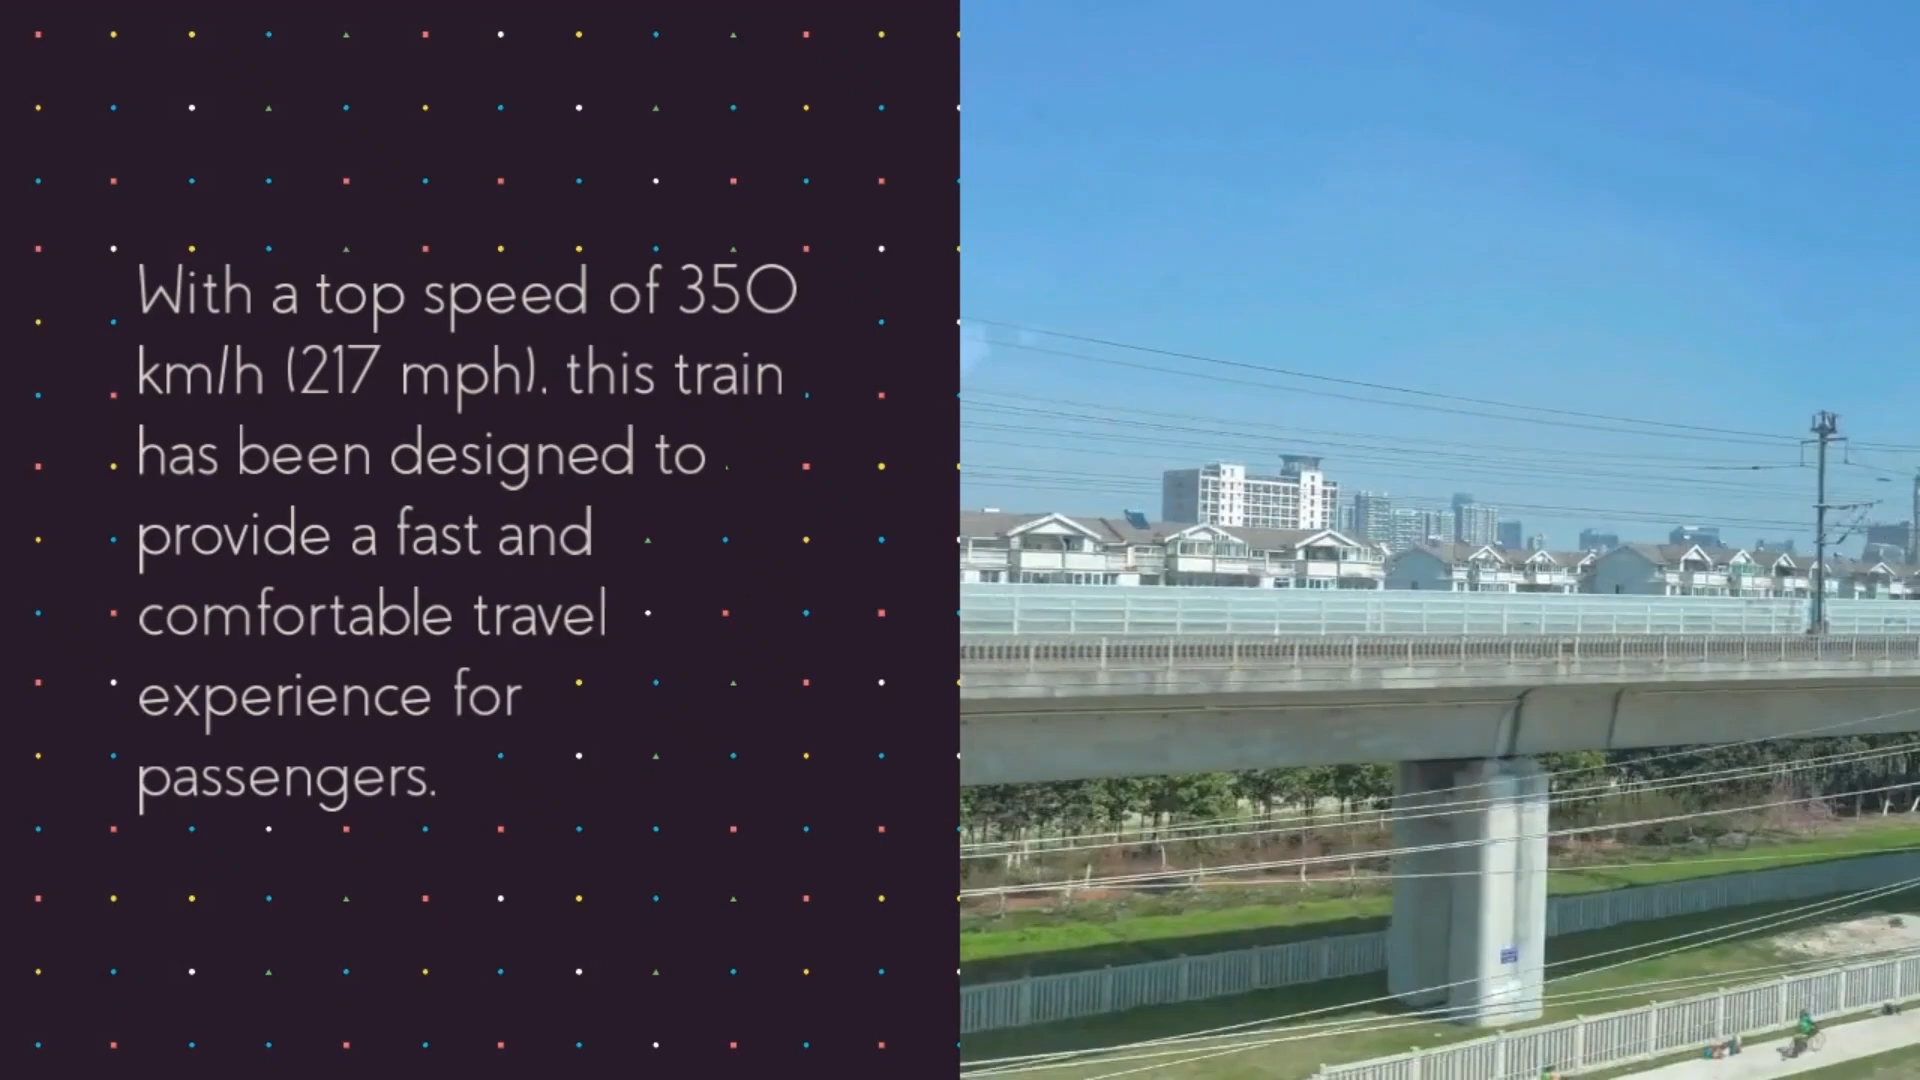 With a top speed of 350
km/h (217 mph). this train
has been designed to
provide a fast and
comfortable travel
experience for
passengers.